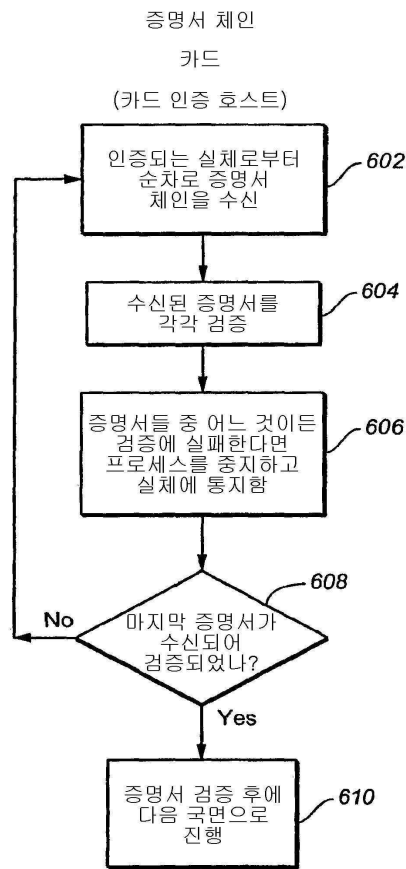 증명서 체인
카드
(카드 인증 호스트)
인증되는 실체로부터
순차로 증명서
체인을 수신
602
수신된 증명서를
각각 검증
604
증명서들 중 어느 것이든
검증에 실패한다면
프로세스를 중지하고
실체에 통지함
606
마지막 증명서가
수신되어
검증되었나?
608
No
Yes
증명서 검증 후에
다음 국면으로
진행
610